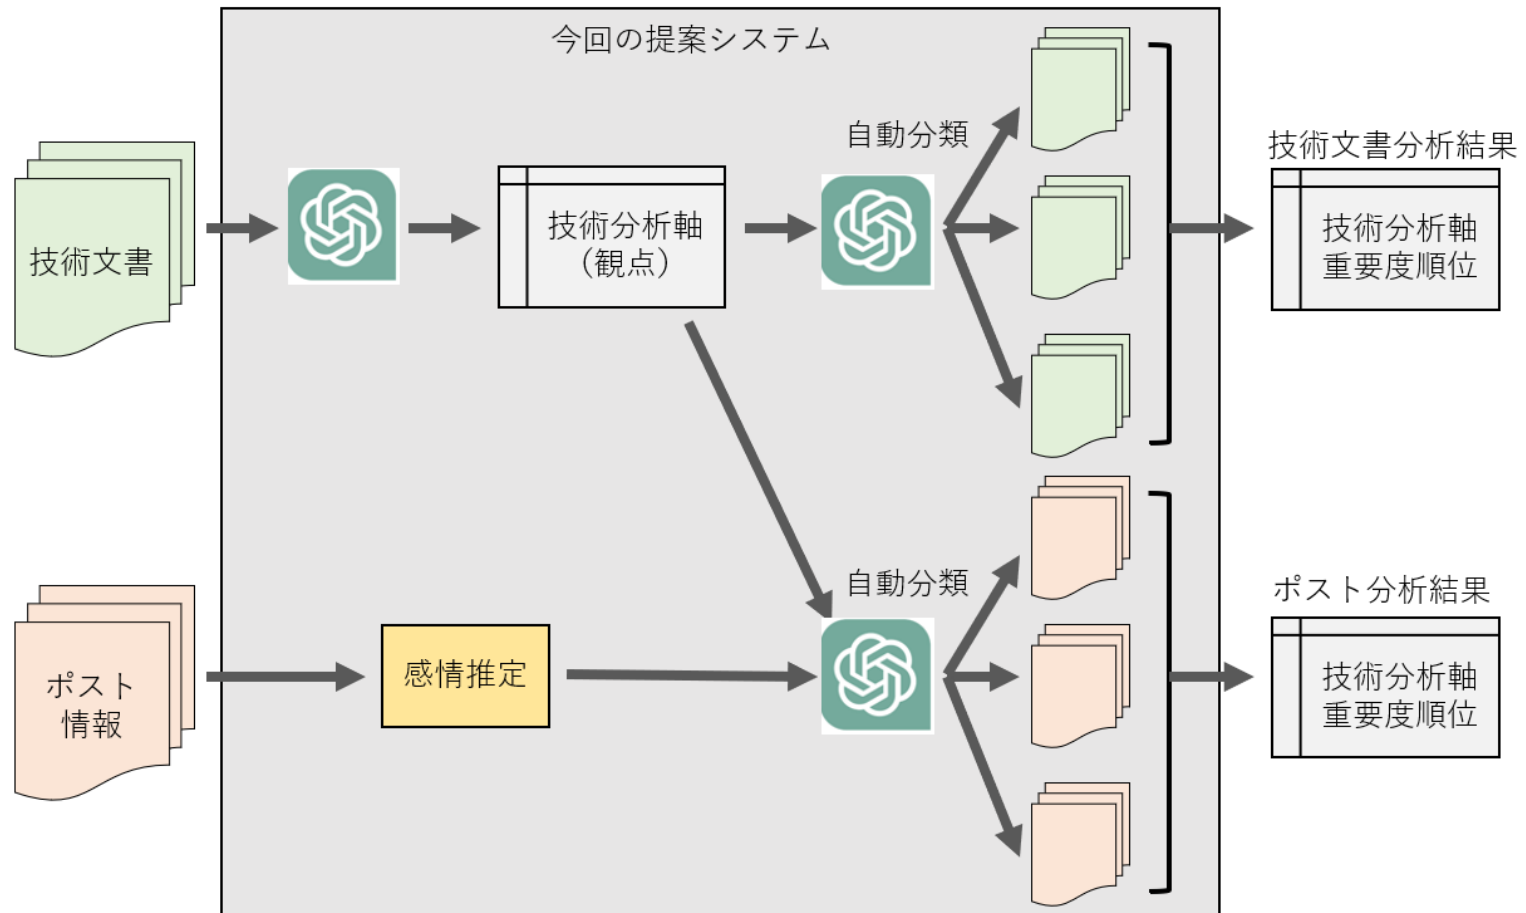 今回の提案システム
自動分類
技術文書
技術分析軸
（観点）
技術文書分析結果
技術分析軸
重要度順位
ポスト
情報
感情推定
自動分類
ポスト分析結果
技術分析軸
重要度順位